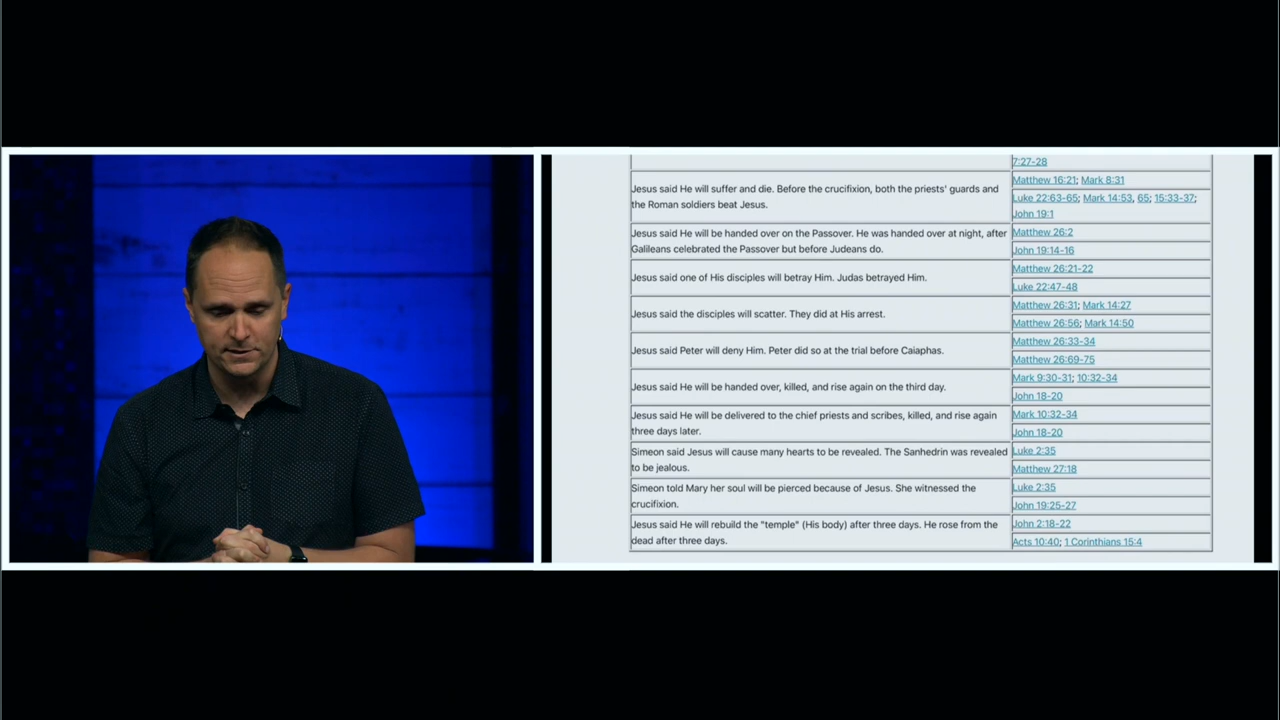 7:27-28
Jesus said He will suffer and die. Before the crucifixion, both the priests' guards and
the Roman soldiers beat Jesus.
Matthew 16:21; Mark 8:31
Luke 22:63-65; Mark 14:53, 65; 15:33-37;
John 19:1
Jesus said He will be handed over on the Passover. He was handed over at night, after
Galileans celebrated the Passover but before Judeans do.
Matthew 26:2
John 19:14-16
Jesus said one of His disciples will betray Him. Judas betrayed Him.
Matthew 26:21-22
Luke 22:47-48
Jesus said the disciples will scatter. They did at His arrest.
Matthew 26:31; Mark 14:27
Matthew 26:56; Mark 14:50
Jesus said Peter will deny Him. Peter did so at the trial before Caiaphas.
Matthew 26:33-34
Matthew 26:69-75
Jesus said He will be handed over, killed, and rise again on the third day.
Mark 9:30-31; 10:32-34
John 18-20
Jesus said He will be delivered to the chief priests and scribes, killed, and rise again
three days later.
Mark 10:32-34
John 18-20
Simeon said Jesus will cause many hearts to be revealed. The Sanhedrin was revealed
to be jealous.
Luke 2:35
Matthew 27:18
Simeon told Mary her soul will be pierced because of Jesus. She witnessed the
crucifixion.
Luke 2:35
John 19:25-27
Jesus said He will rebuild the "temple" (His body) after three days. He rose from the
dead after three days.
John 2:18-22
Acts 10:40; 1 Corinthians 15:4